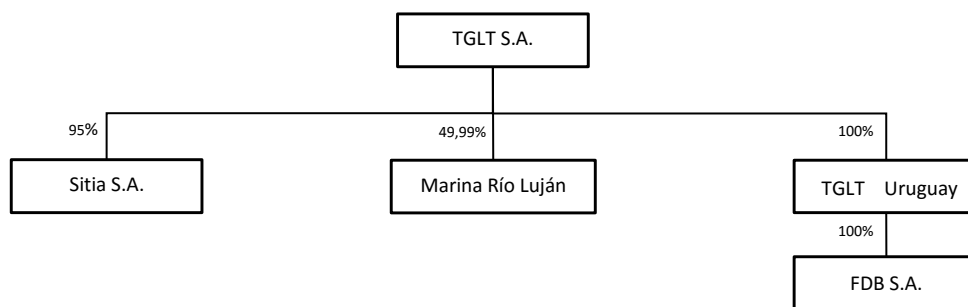 TGLT S.A.
95%
49,99%
100%
Sitia S.A.
Marina Río Luján
TGLT Uruguay
100%
FDB S.A.